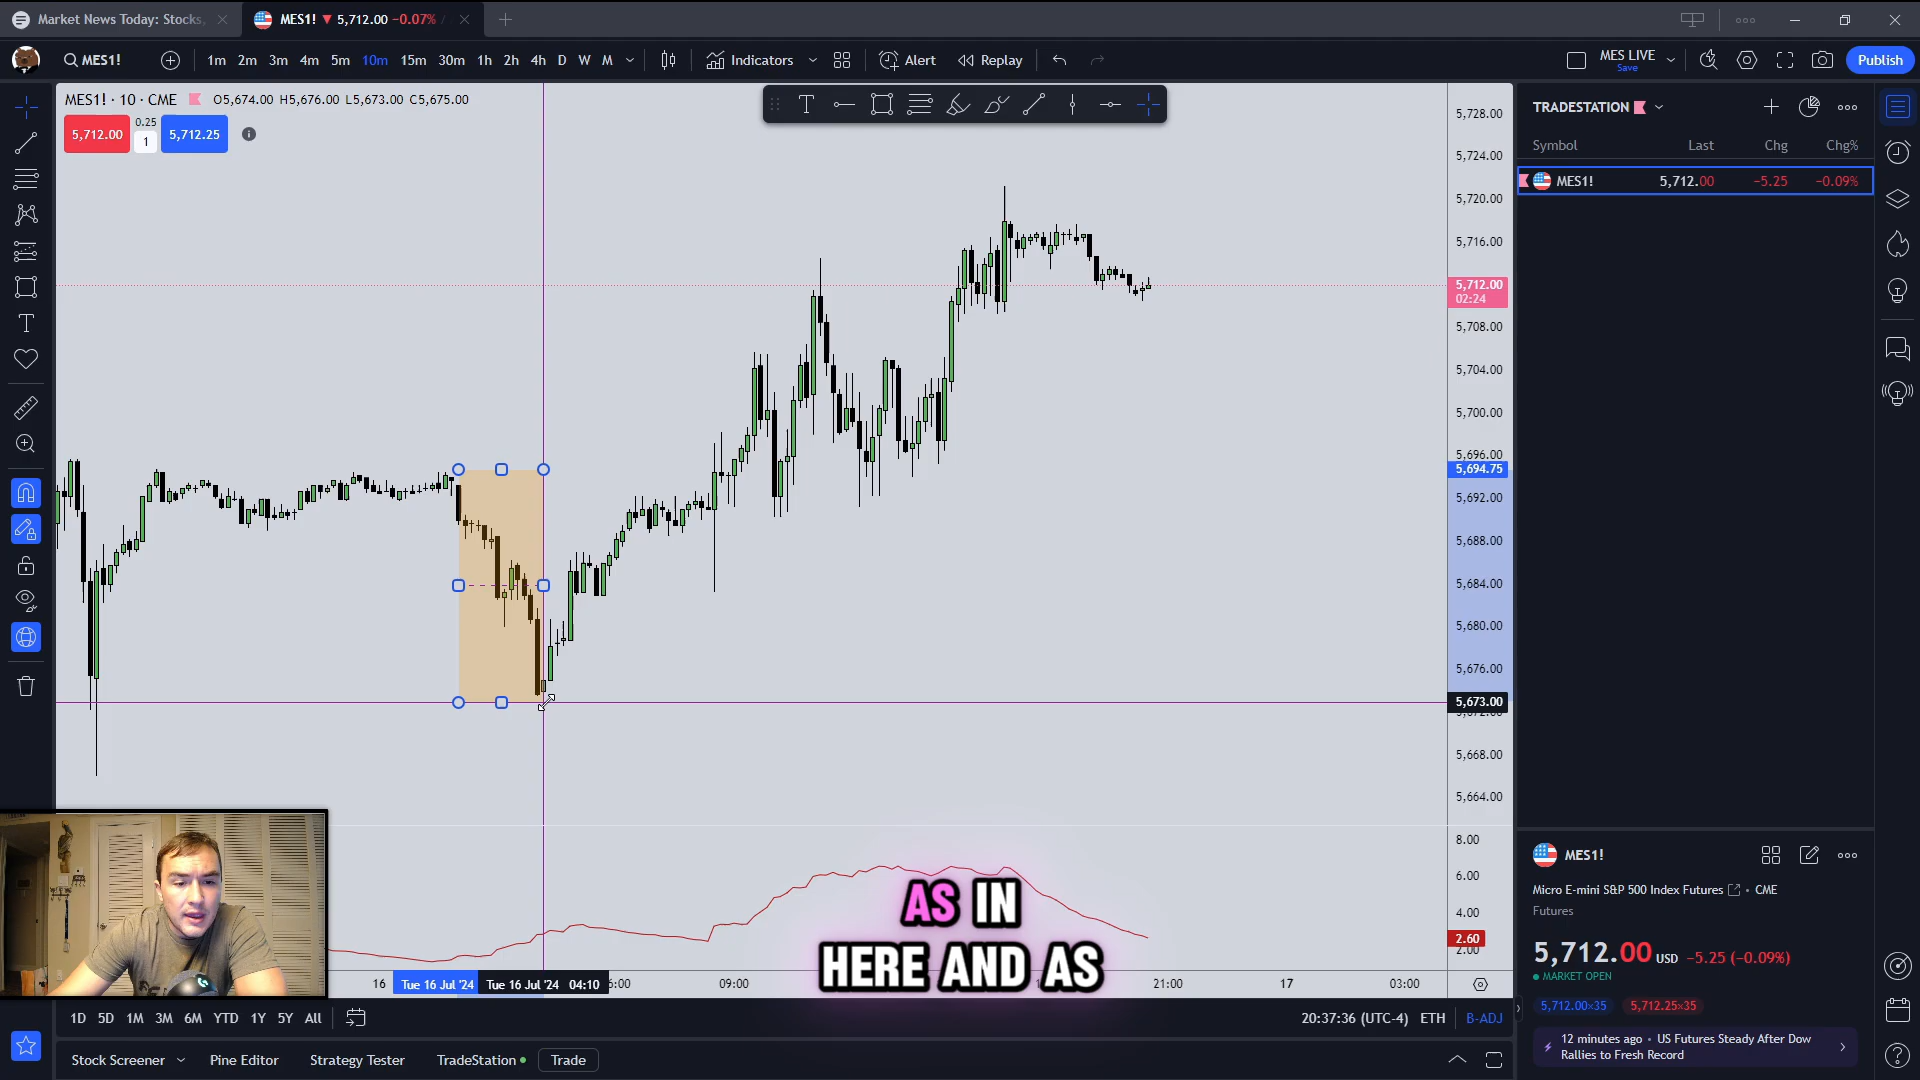 Market News Today: Stocks,
MES1! ▼ 5,712.00 −0.07%
MES1!
1m 2m 3m 4m 5m 10m 15m 30m 1h 2h 4h D W M
Indicators
Alert
Replay
MES LIVE
Save
Publish
MES1! · 10 · CME O5,674.00 H5,676.00 L5,673.00 C5,675.00
5,712.00
0.25
1
5,712.25
5,728.00
5,724.00
5,720.00
5,716.00
5,712.00
02:24
5,708.00
5,704.00
5,700.00
5,696.00
5,694.75
5,692.00
5,688.00
5,684.00
5,680.00
5,676.00
5,673.00
5,668.00
5,664.00
8.00
6.00
4.00
2.60
2.00
TRADESTATION
Symbol Last Chg Chg%
MES1! 5,712.00 −5.25 −0.09%
AS IN
HERE AND AS
16
Tue 16 Jul '24
Tue 16 Jul '24 04:10
6:00
09:00
21:00
17
03:00
1D 5D 1M 3M 6M YTD 1Y 5Y All
20:37:36 (UTC-4) ETH B-ADJ
Stock Screener
Pine Editor
Strategy Tester
TradeStation
Trade
MES1!
Micro E-mini S&P 500 Index Futures • CME
Futures
5,712.00 USD −5.25 (−0.09%)
MARKET OPEN
5,712.00×35 5,712.25×35
12 minutes ago • US Futures Steady After Dow
Rallies to Fresh Record